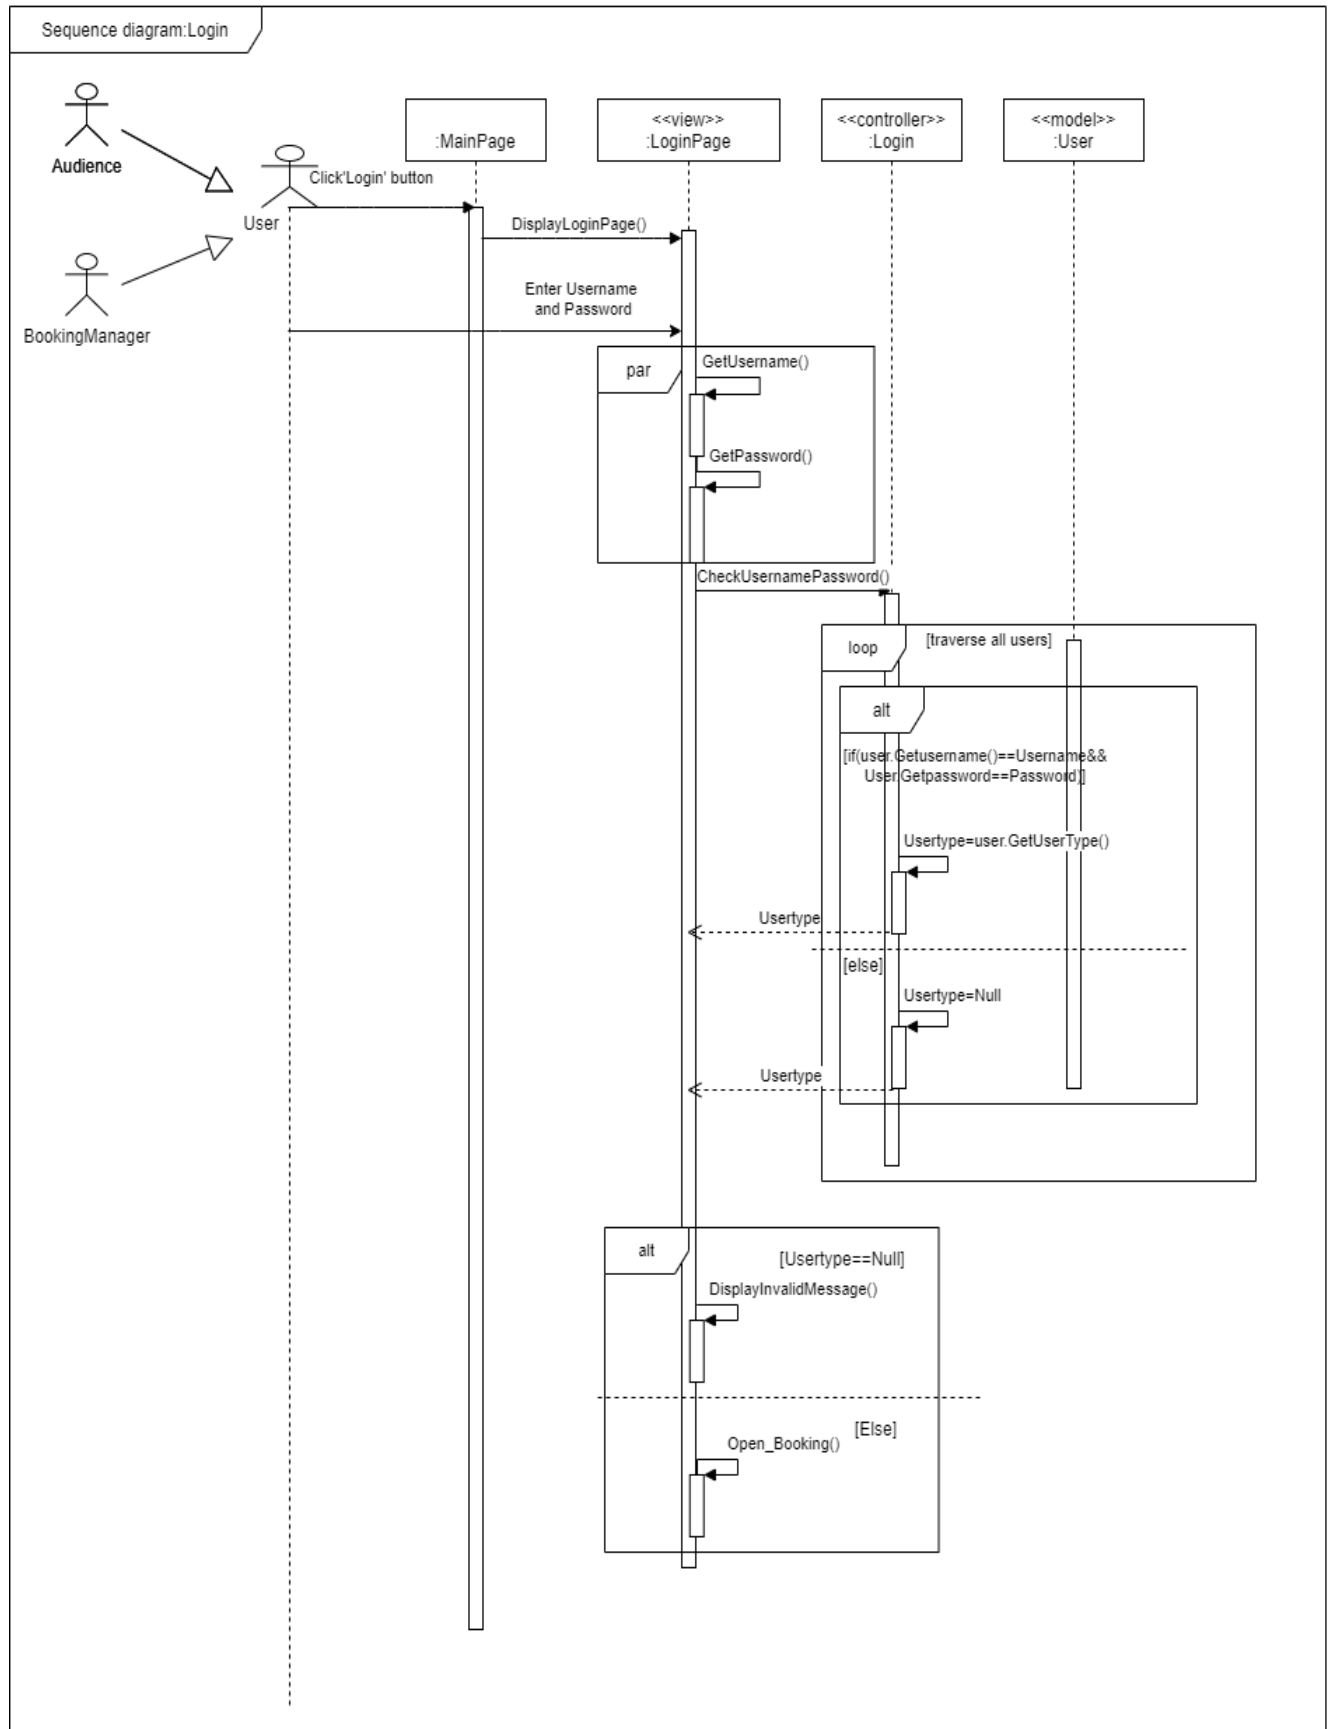 Sequence diagram:Login
Audience
BookingManager
User
Click'Login' button
:MainPage
<<view>>
:LoginPage
<<controller>>
:Login
<<model>>
:User
DisplayLoginPage()
Enter Username
and Password
par
GetUsername()
GetPassword()
CheckUsernamePassword()
loop
[traverse all users]
alt
[if(user.Getusername()==Username&&
User.Getpassword==Password)]
Usertype=user.GetUserType()
Usertype
[else]
Usertype=Null
Usertype
alt
[Usertype==Null]
DisplayInvalidMessage()
[Else]
Open_Booking()